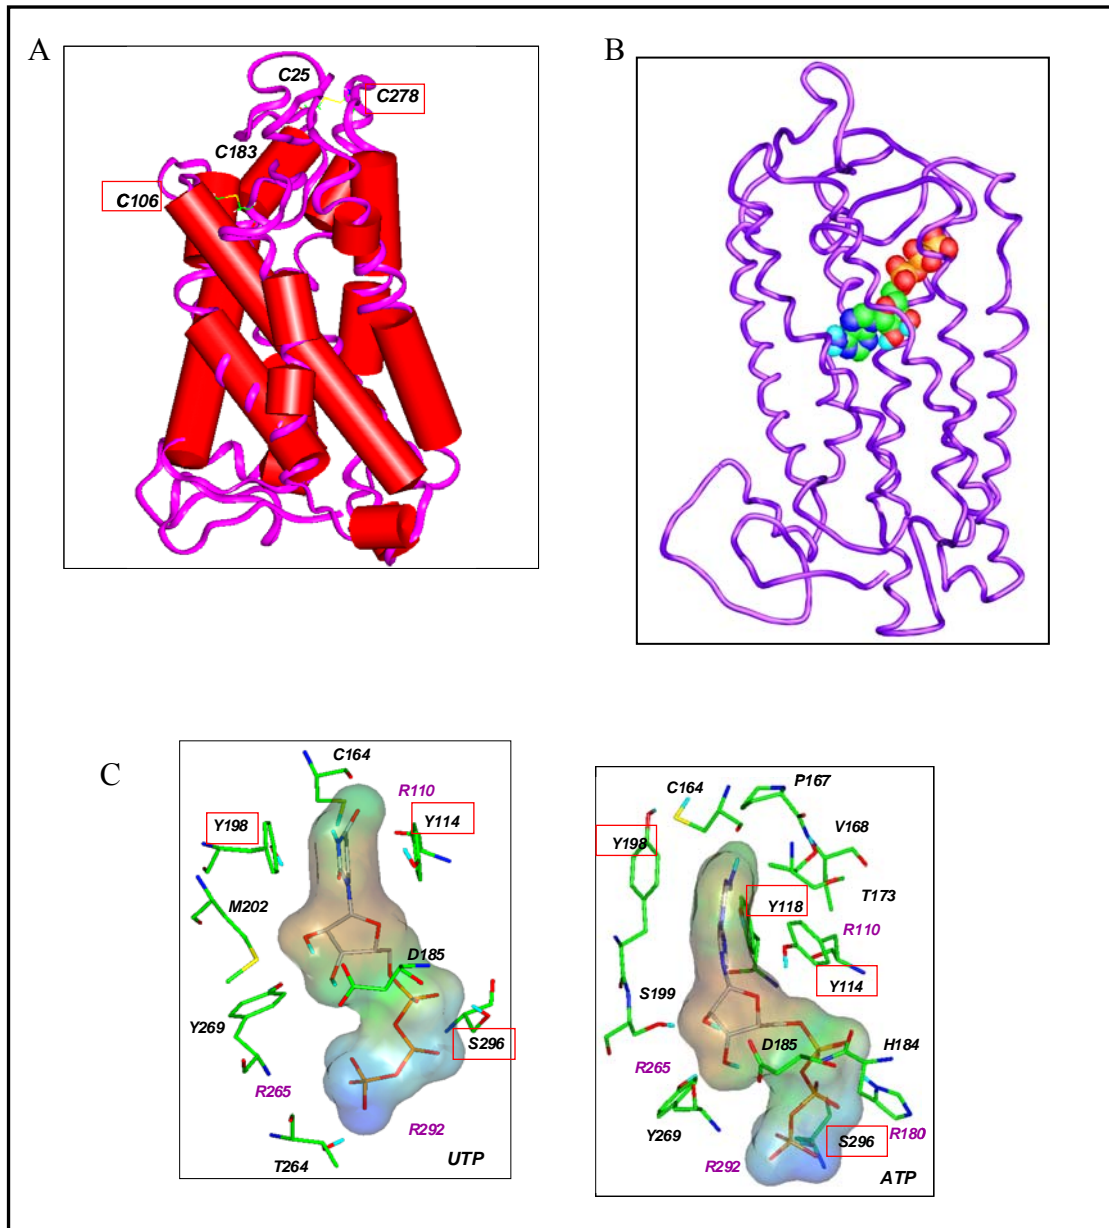 A
B
C25
C278
C183
C106
C
C164
R110
Y198
Y114
M202
D185
Y269
S296
R265
R292
T264
UTP
P167
C164
Y198
V168
T173
Y118
R110
Y114
S199
D185
H184
R265
Y269
R180
S296
R292
ATP